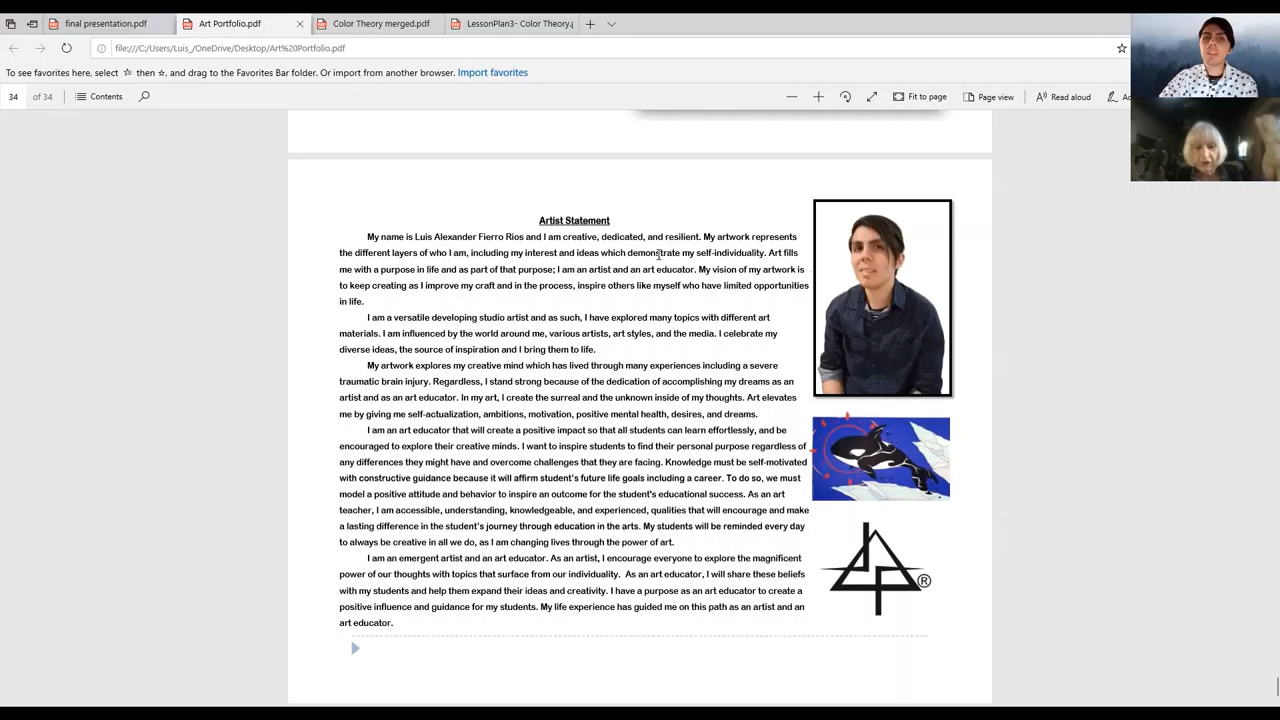 final presentation.pdf
Art Portfolio.pdf
Color Theory merged.pdf
LessonPlan3- Color Theory.p
file:///C:/Users/Luis_/OneDrive/Desktop/Art%20Portfolio.pdf
To see favorites here, select then, and drag to the Favorites Bar folder. Or import from another browser. Import favorites
34 of 34
Contents
Fit to page
Page view
Read aloud
Artist Statement
My name is Luis Alexander Fierro Rios and I am creative, dedicated, and resilient. My artwork represents
the different layers of who I am, including my interest and ideas which demonstrate my self-individuality. Art fills
me with a purpose in life and as part of that purpose; I am an artist and an art educator. My vision of my artwork is
to keep creating as I improve my craft and in the process, inspire others like myself who have limited opportunities
in life.
I am a versatile developing studio artist and as such, I have explored many topics with different art
materials. I am influenced by the world around me, various artists, art styles, and the media. I celebrate my
diverse ideas, the source of inspiration and I bring them to life.
My artwork explores my creative mind which has lived through many experiences including a severe
traumatic brain injury. Regardless, I stand strong because of the dedication of accomplishing my dreams as an
artist and as an art educator. In my art, I create the surreal and the unknown inside of my thoughts. Art elevates
me by giving me self-actualization, ambitions, motivation, positive mental health, desires, and dreams.
I am an art educator that will create a positive impact so that all students can learn effortlessly, and be
encouraged to explore their creative minds. I want to inspire students to find their personal purpose regardless of
any differences they might have and overcome challenges that they are facing. Knowledge must be self-motivated
with constructive guidance because it will affirm student's future life goals including a career. To do so, we must
model a positive attitude and behavior to inspire an outcome for the student's educational success. As an art
teacher, I am accessible, understanding, knowledgeable, and experienced, qualities that will encourage and make
a lasting difference in the student's journey through education in the arts. My students will be reminded every day
to always be creative in all we do, as I am changing lives through the power of art.
I am an emergent artist and an art educator. As an artist, I encourage everyone to explore the magnificent
power of our thoughts with topics that surface from our individuality. As an art educator, I will share these beliefs
with my students and help them expand their ideas and creativity. I have a purpose as an art educator to create a
positive influence and guidance for my students. My life experience has guided me on this path as an artist and an
art educator.
®